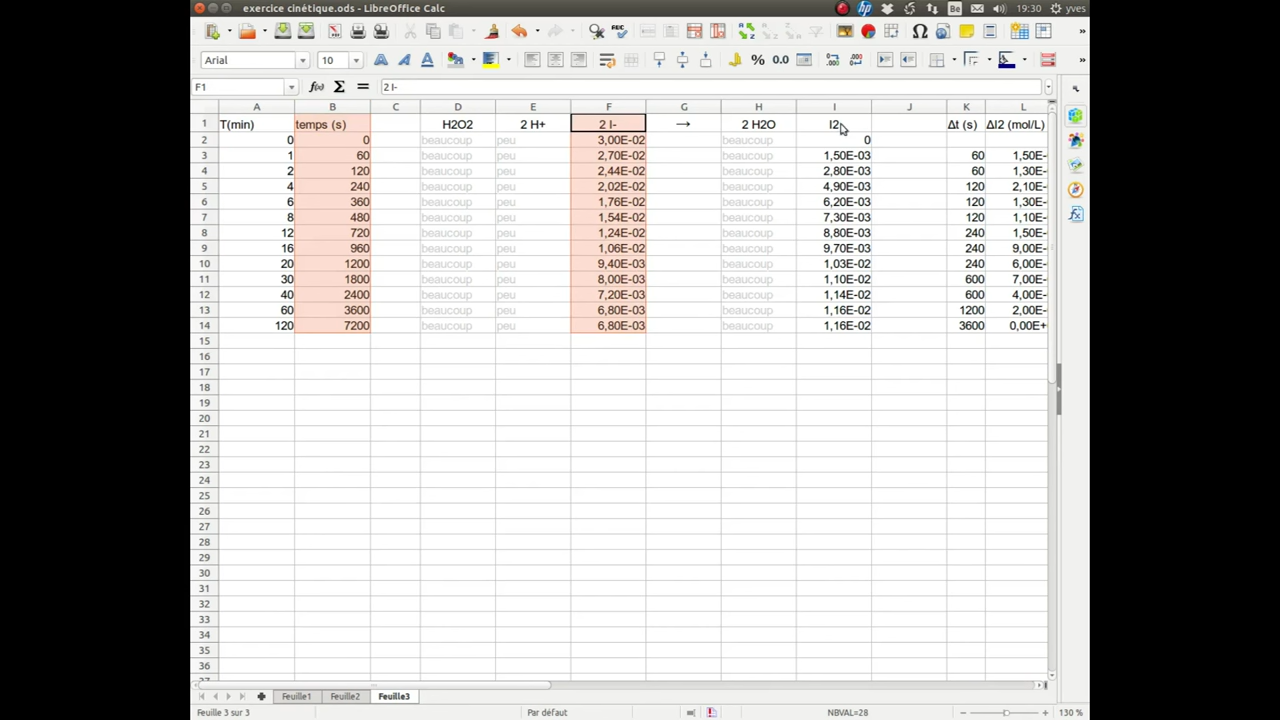 exercice cinétique.ods - LibreOffice Calc
hp Be 19:30 yves
Arial 10 A A A % 0.0
F1 2 I-
A B C D E F G H I J K L
1 T(min) temps (s) H2O2 2 H+ 2 I- → 2 H2O I2 Δt (s) ΔI2 (mol/L)
2 0 0 beaucoup peu 3,00E-02 beaucoup 0
3 1 60 beaucoup peu 2,70E-02 beaucoup 1,50E-03 60 1,50E-
4 2 120 beaucoup peu 2,44E-02 beaucoup 2,80E-03 60 1,30E-
5 4 240 beaucoup peu 2,02E-02 beaucoup 4,90E-03 120 2,10E-
6 6 360 beaucoup peu 1,76E-02 beaucoup 6,20E-03 120 1,30E-
7 8 480 beaucoup peu 1,54E-02 beaucoup 7,30E-03 120 1,10E-
8 12 720 beaucoup peu 1,24E-02 beaucoup 8,80E-03 240 1,50E-
9 16 960 beaucoup peu 1,06E-02 beaucoup 9,70E-03 240 9,00E-
10 20 1200 beaucoup peu 9,40E-03 beaucoup 1,03E-02 240 6,00E-
11 30 1800 beaucoup peu 8,00E-03 beaucoup 1,10E-02 600 7,00E-
12 40 2400 beaucoup peu 7,20E-03 beaucoup 1,14E-02 600 4,00E-
13 60 3600 beaucoup peu 6,80E-03 beaucoup 1,16E-02 1200 2,00E-
14 120 7200 beaucoup peu 6,80E-03 beaucoup 1,16E-02 3600 0,00E+
15
16
17
18
19
20
21
22
23
24
25
26
27
28
29
30
31
32
33
34
35
36
Feuille1 Feuille2 Feuille3
Feuille 3 sur 3 Par défaut NBVAL=28 130 %